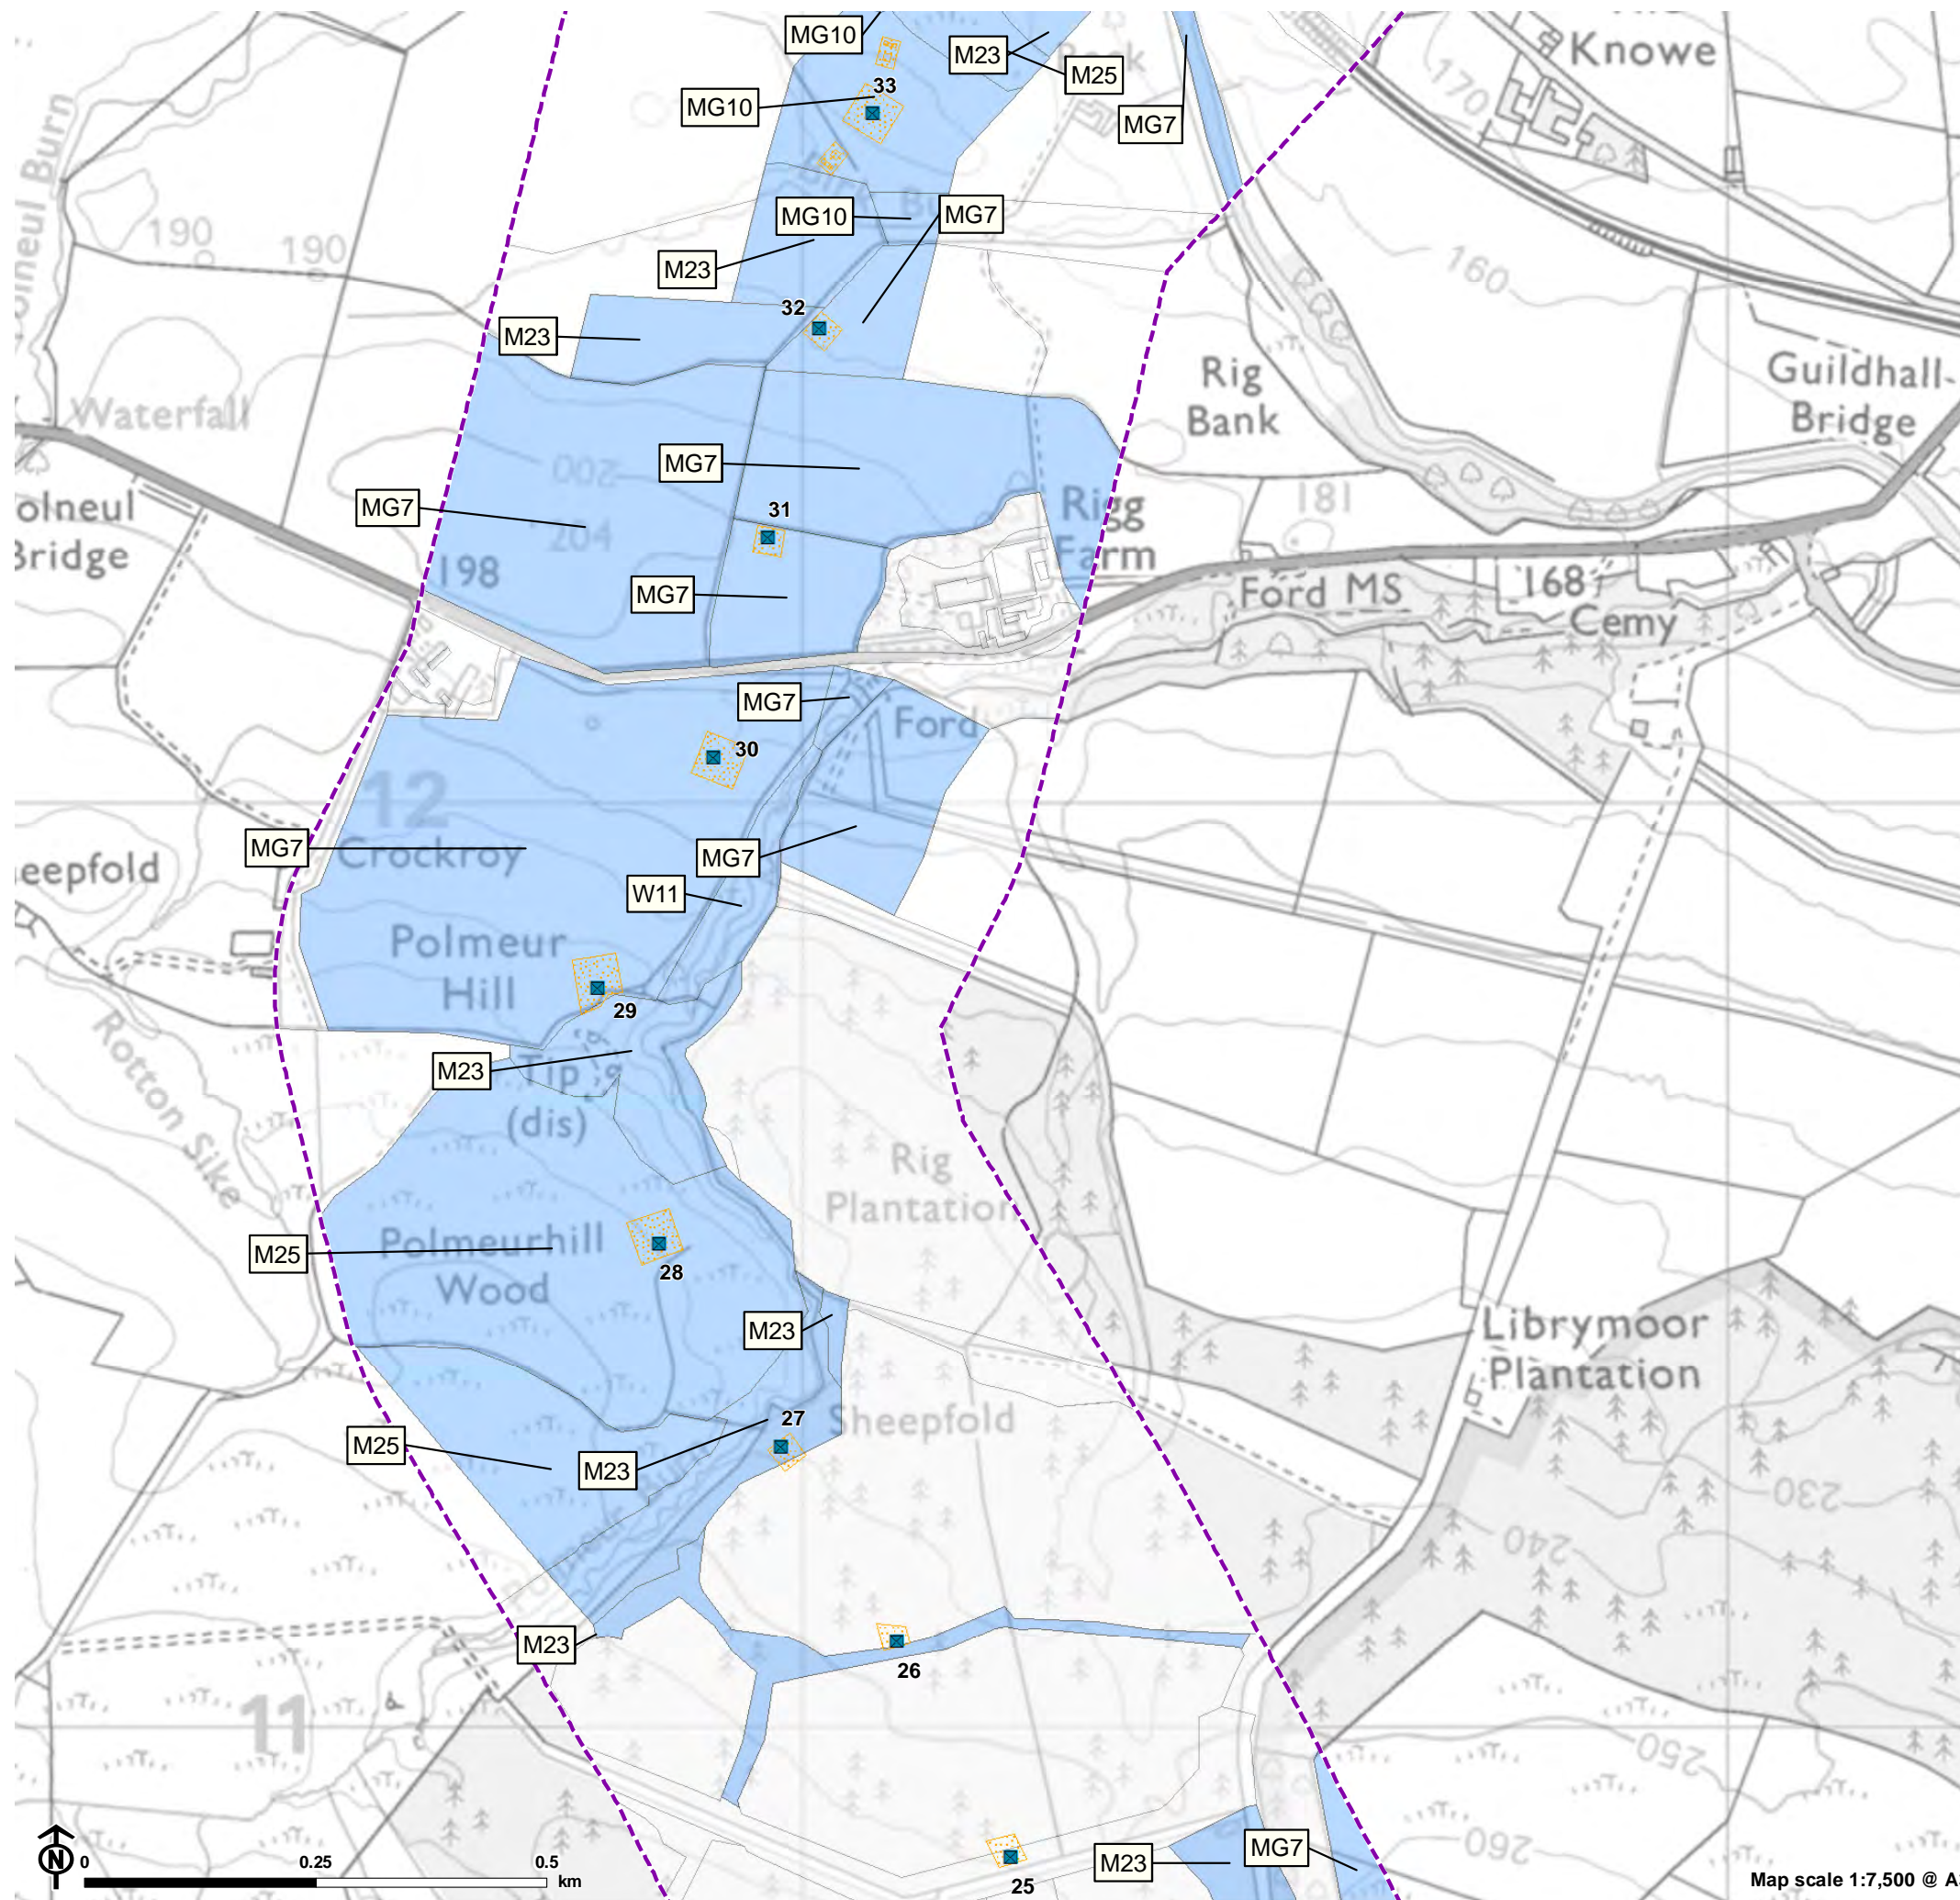 MG10
M23
M25
Knowe
170
33
MG10
MG7
olneul Burn
190
190
MG10
MG7
M23
160
32
M23
Waterfall
Rig
Bank
Guildhall
Bridge
200
MG7
MG7
204
31
181
Rigg
Farm
olneul
Bridge
198
MG7
Ford MS
168
Cemy
MG7
Ford
30
12
MG7
Crockroy
MG7
eepfold
W11
Polmeur
Hill
29
Rotton Sike
M23
Tip
(dis)
Rig
Plantation
M25
Polmeurhill
Wood
28
M23
Librymoor
Plantation
27
Sheepfold
M25
M23
230
240
M23
26
11
250
260
M23
MG7
25
N
0 0.25 0.5
km
Map scale 1:7,500 @ A